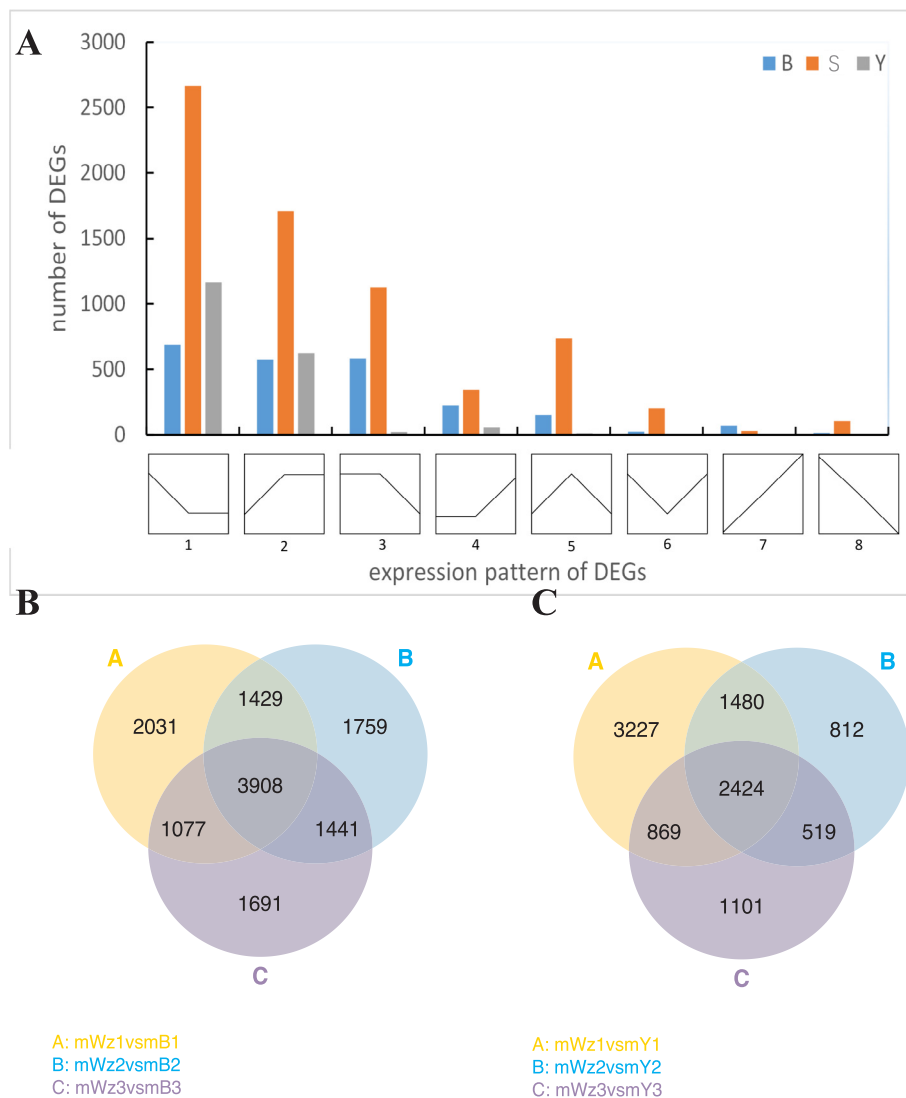 A
3000
B S Y
2500
2000
1500
1000
500
0
number of DEGs
1 2 3 4 5 6 7 8
expression pattern of DEGs
B
A
B
1429
2031
1759
3908
1077
1441
1691
C
A: mWz1vsmB1
B: mWz2vsmB2
C: mWz3vsmB3
C
A
B
1480
3227
812
2424
869
519
1101
C
A: mWz1vsmY1
B: mWz2vsmY2
C: mWz3vsmY3